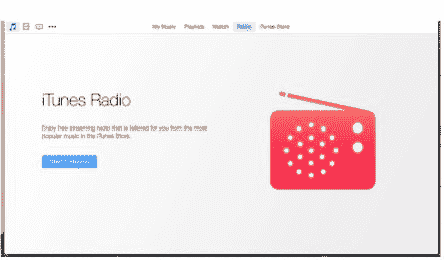 My Music Playlists Match Radio iTunes Store
iTunes Radio
Enjoy free streaming radio that is tailored for you from the most
popular music in the iTunes Store.